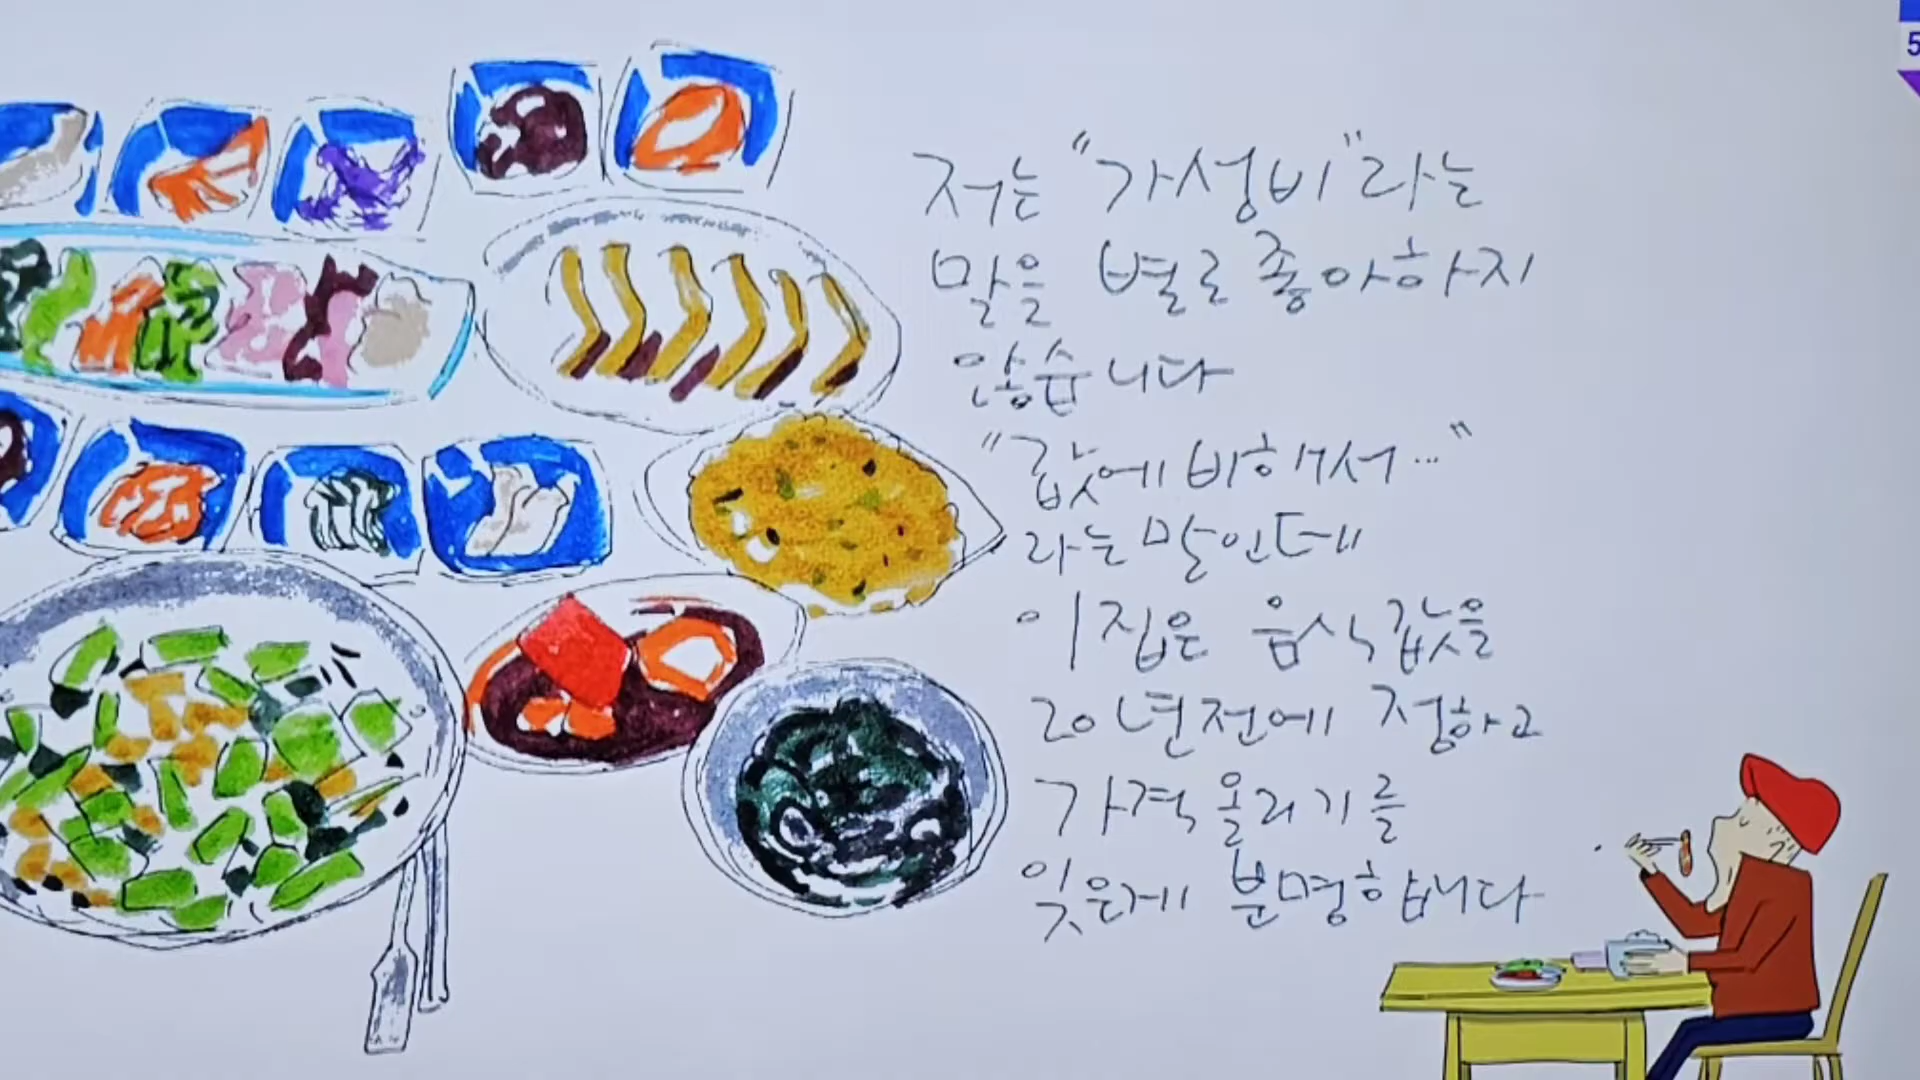 저는 "가성비"라는
말을 별로 좋아하지
않습니다
"값에 비해서..."
라는 말인데
이 집은 음식값을
20년전에 정하고
가격 올리기를
잊은게 분명합니다
5